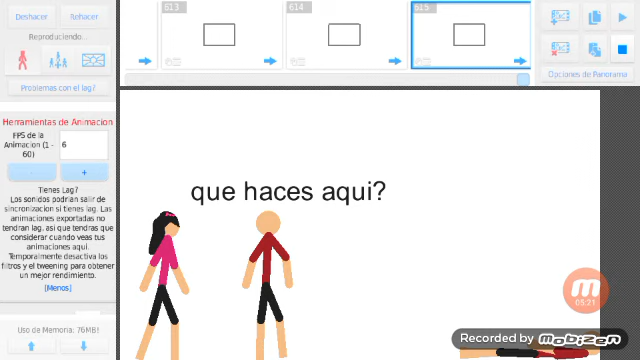 Deshacer
Rehacer
Reproduciendo...
Problemas con el lag?
Herramientas de Animacion
FPS de la
Animacion (1 -
60)
6
-
+
Tienes Lag?
Los sonidos podrian salir de
sincronizacion si tienes lag. Las
animaciones exportadas no
tendran lag, asi que tendras que
considerar cuando veas tus
animaciones aqui.
Temporalmente desactiva los
filtros y el tweening para obtener
un mejor rendimiento.
[Menos]
Uso de Memoria: 76MB!
613
614
615
Opciones de Panorama
que haces aqui?
05:21
Recorded by mobizen